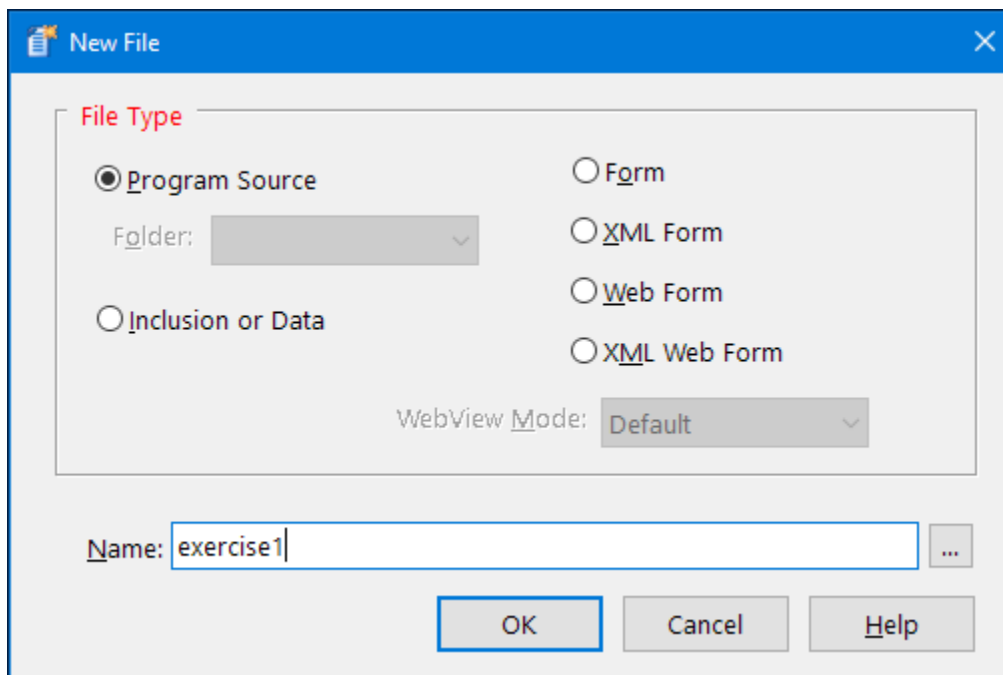 New File
File Type
Program Source
Folder:
Inclusion or Data
Form
XML Form
Web Form
XML Web Form
WebView Mode: Default
Name: exercise1 ...
OK Cancel Help